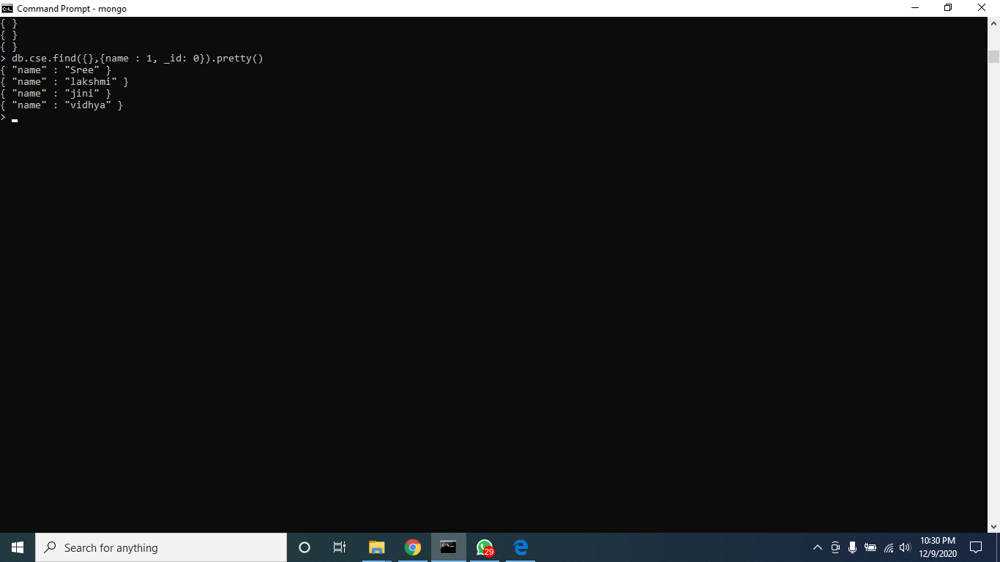 Command Prompt - mongo
{ }
{ }
{ }
> db.cse.find({},{name : 1, _id: 0}).pretty()
{ "name" : "Sree" }
{ "name" : "lakshmi" }
{ "name" : "jini" }
{ "name" : "vidhya" }
>
Search for anything
29
10:30 PM
12/9/2020